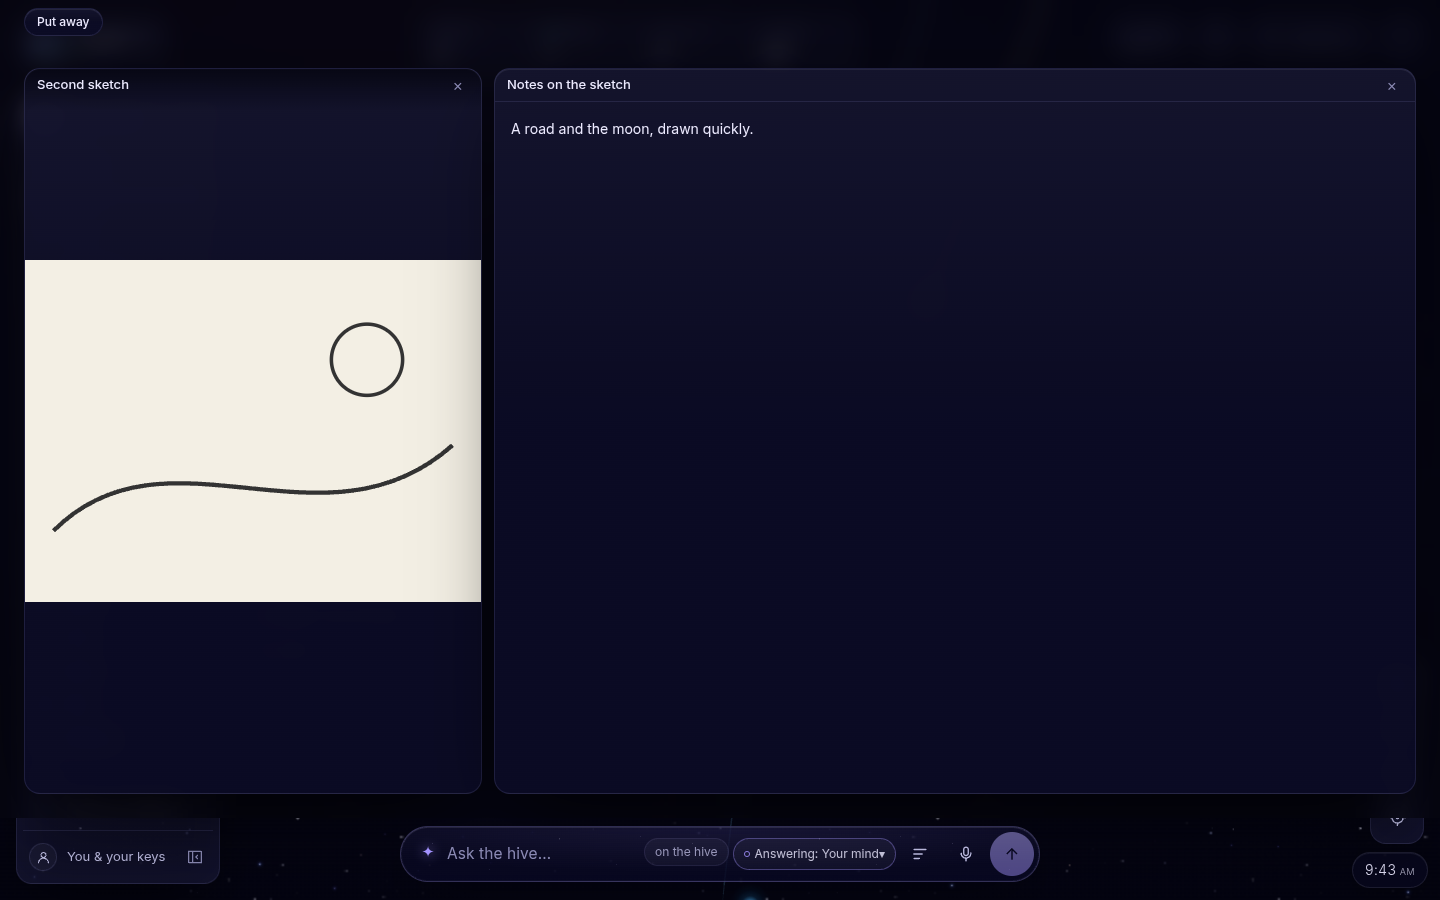 Put away
Second sketch
Notes on the sketch
A road and the moon, drawn quickly.
You & your keys
Ask the hive...
on the hive
Answering: Your mind
9:43 AM